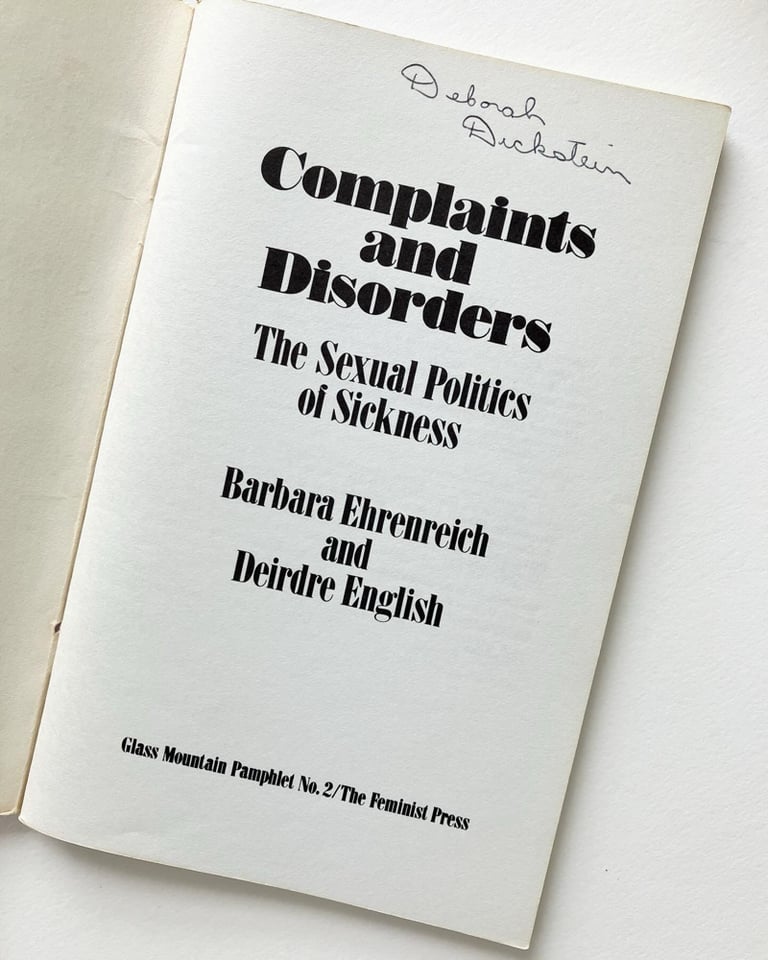 Deborah
Dickstein
Complaints
and
Disorders
The Sexual Politics
of Sickness
Barbara Ehrenreich
and
Deirdre English
Glass Mountain Pamphlet No. 2/The Feminist Press